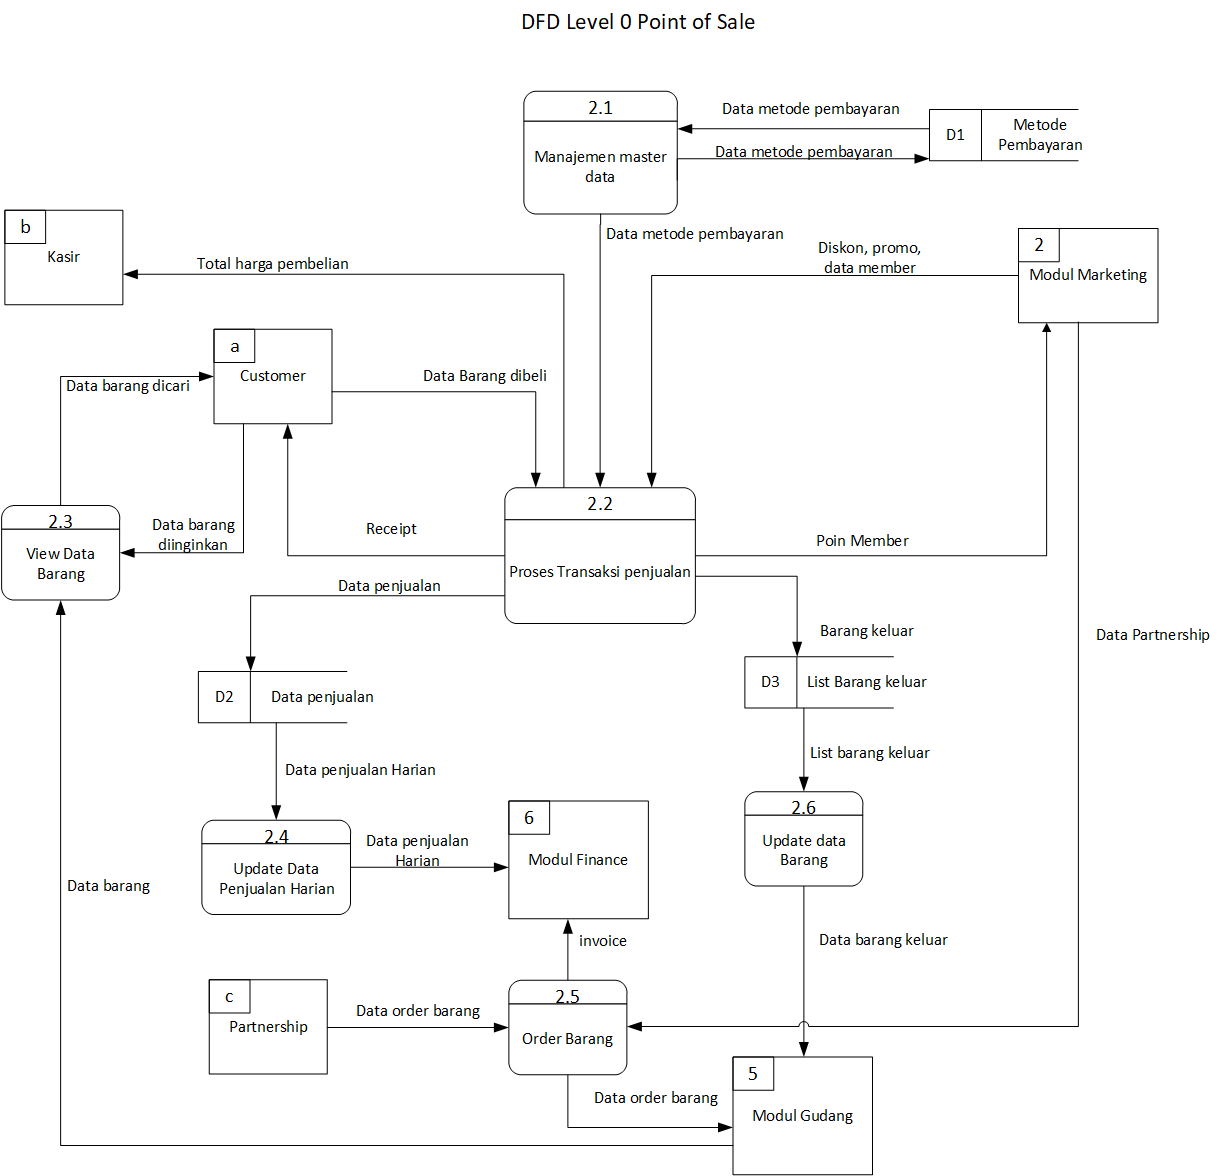 DFD Level 0 Point of Sale
2.1
Manajemen master
data
Data metode pembayaran
Data metode pembayaran
D1
Metode
Pembayaran
Data metode pembayaran
b
Kasir
Total harga pembelian
Diskon, promo,
data member
2
Modul Marketing
a
Customer
Data barang dicari
Data Barang dibeli
2.3
View Data
Barang
Data barang
diinginkan
Receipt
2.2
Proses Transaksi penjualan
Poin Member
Data penjualan
Barang keluar
Data Partnership
D2
Data penjualan
D3
List Barang keluar
Data penjualan Harian
List barang keluar
2.4
Update Data
Penjualan Harian
Data penjualan
Harian
6
Modul Finance
2.6
Update data
Barang
Data barang
invoice
Data barang keluar
c
Partnership
Data order barang
2.5
Order Barang
Data order barang
5
Modul Gudang